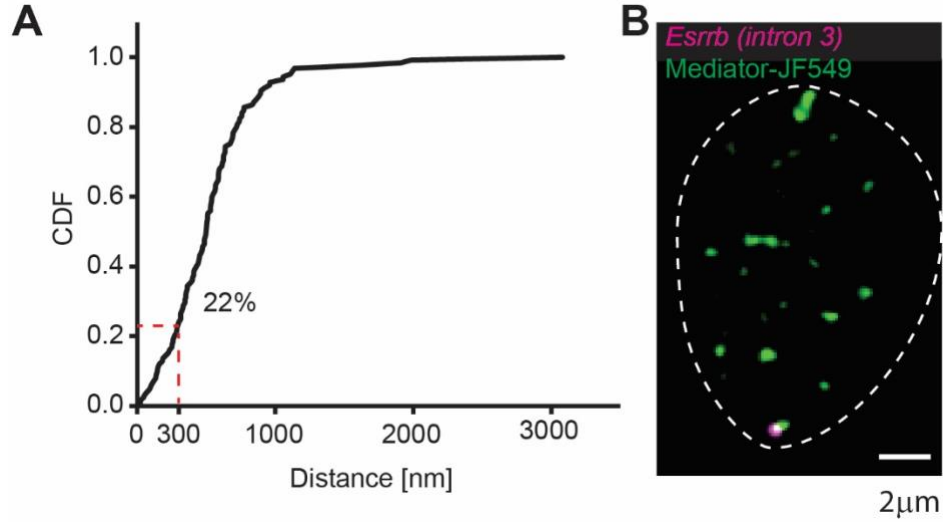 A
CDF
1.0
0.8
0.6
0.4
0.2
0.0
22%
0 300 1000 2000 3000
Distance [nm]
B
Esrrb (intron 3)
Mediator-JF549
2μm